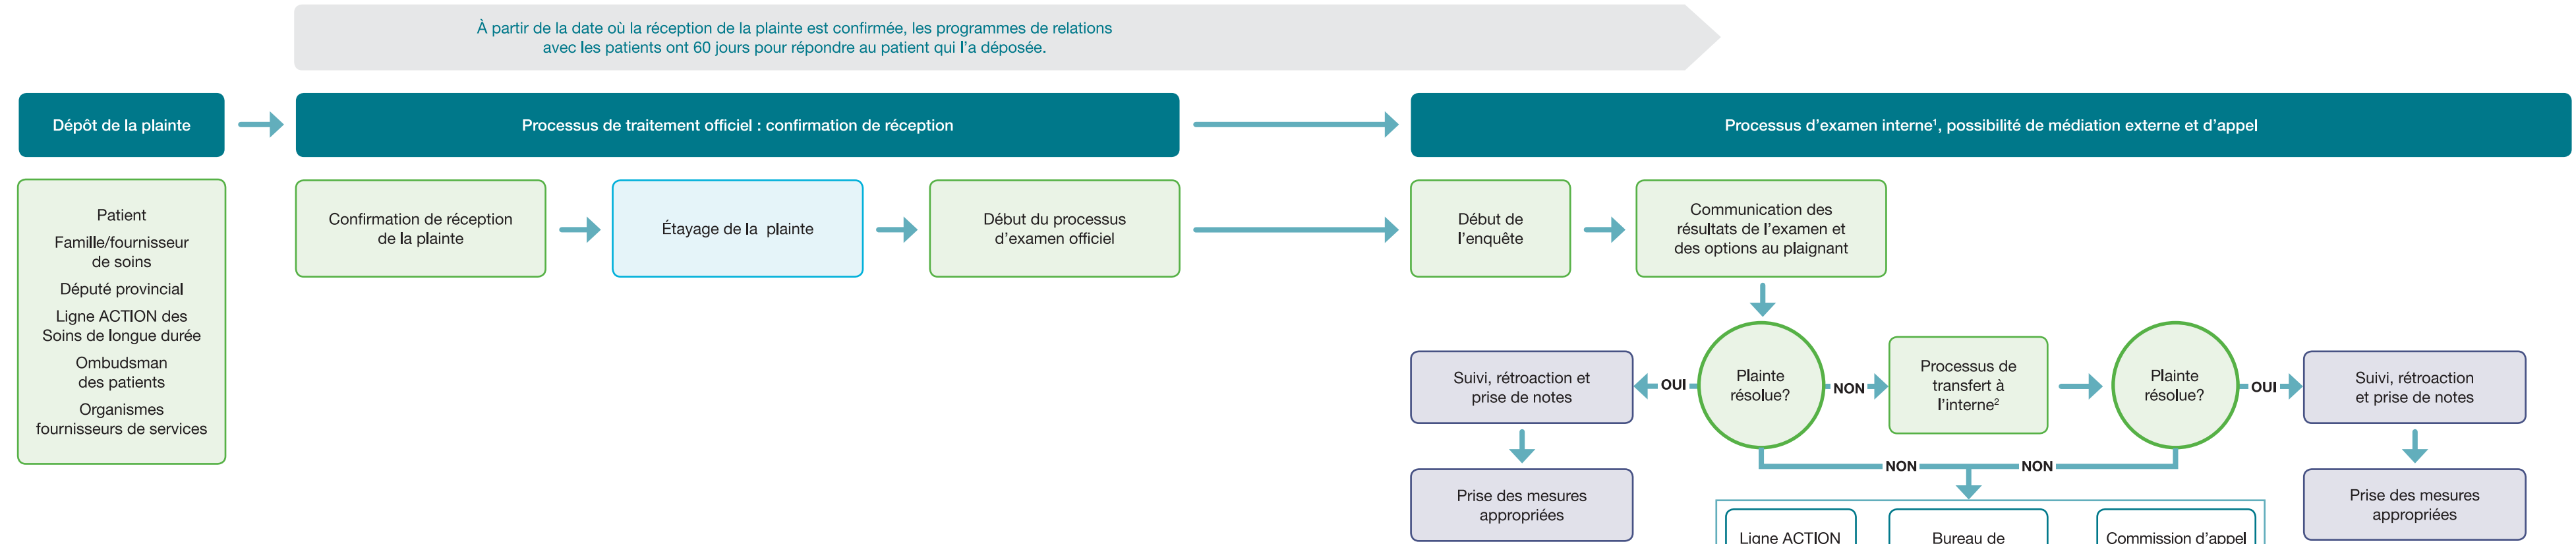 À partir de la date où la réception de la plainte est confirmée, les programmes de relations
avec les patients ont 60 jours pour répondre au patient qui l'a déposée.
Dépôt de la plainte
Processus de traitement officiel : confirmation de réception
Processus d'examen interne¹, possibilité de médiation externe et d'appel
Patient
Famille/fournisseur
de soins
Député provincial
Ligne ACTION des
Soins de longue durée
Ombudsman
des patients
Organismes
fournisseurs de services
Confirmation de réception
de la plainte
Étayage de la plainte
Début du processus
d'examen officiel
Début de
l'enquête
Communication des
résultats de l'examen et
des options au plaignant
Suivi, rétroaction et
prise de notes
OUI
Plainte
résolue?
NON
Processus de
transfert à
l'interne²
Plainte
résolue?
OUI
Suivi, rétroaction
et prise de notes
NON
NON
Prise des mesures
appropriées
Prise des mesures
appropriées
Ligne ACTION
Bureau de
Commission d'appel